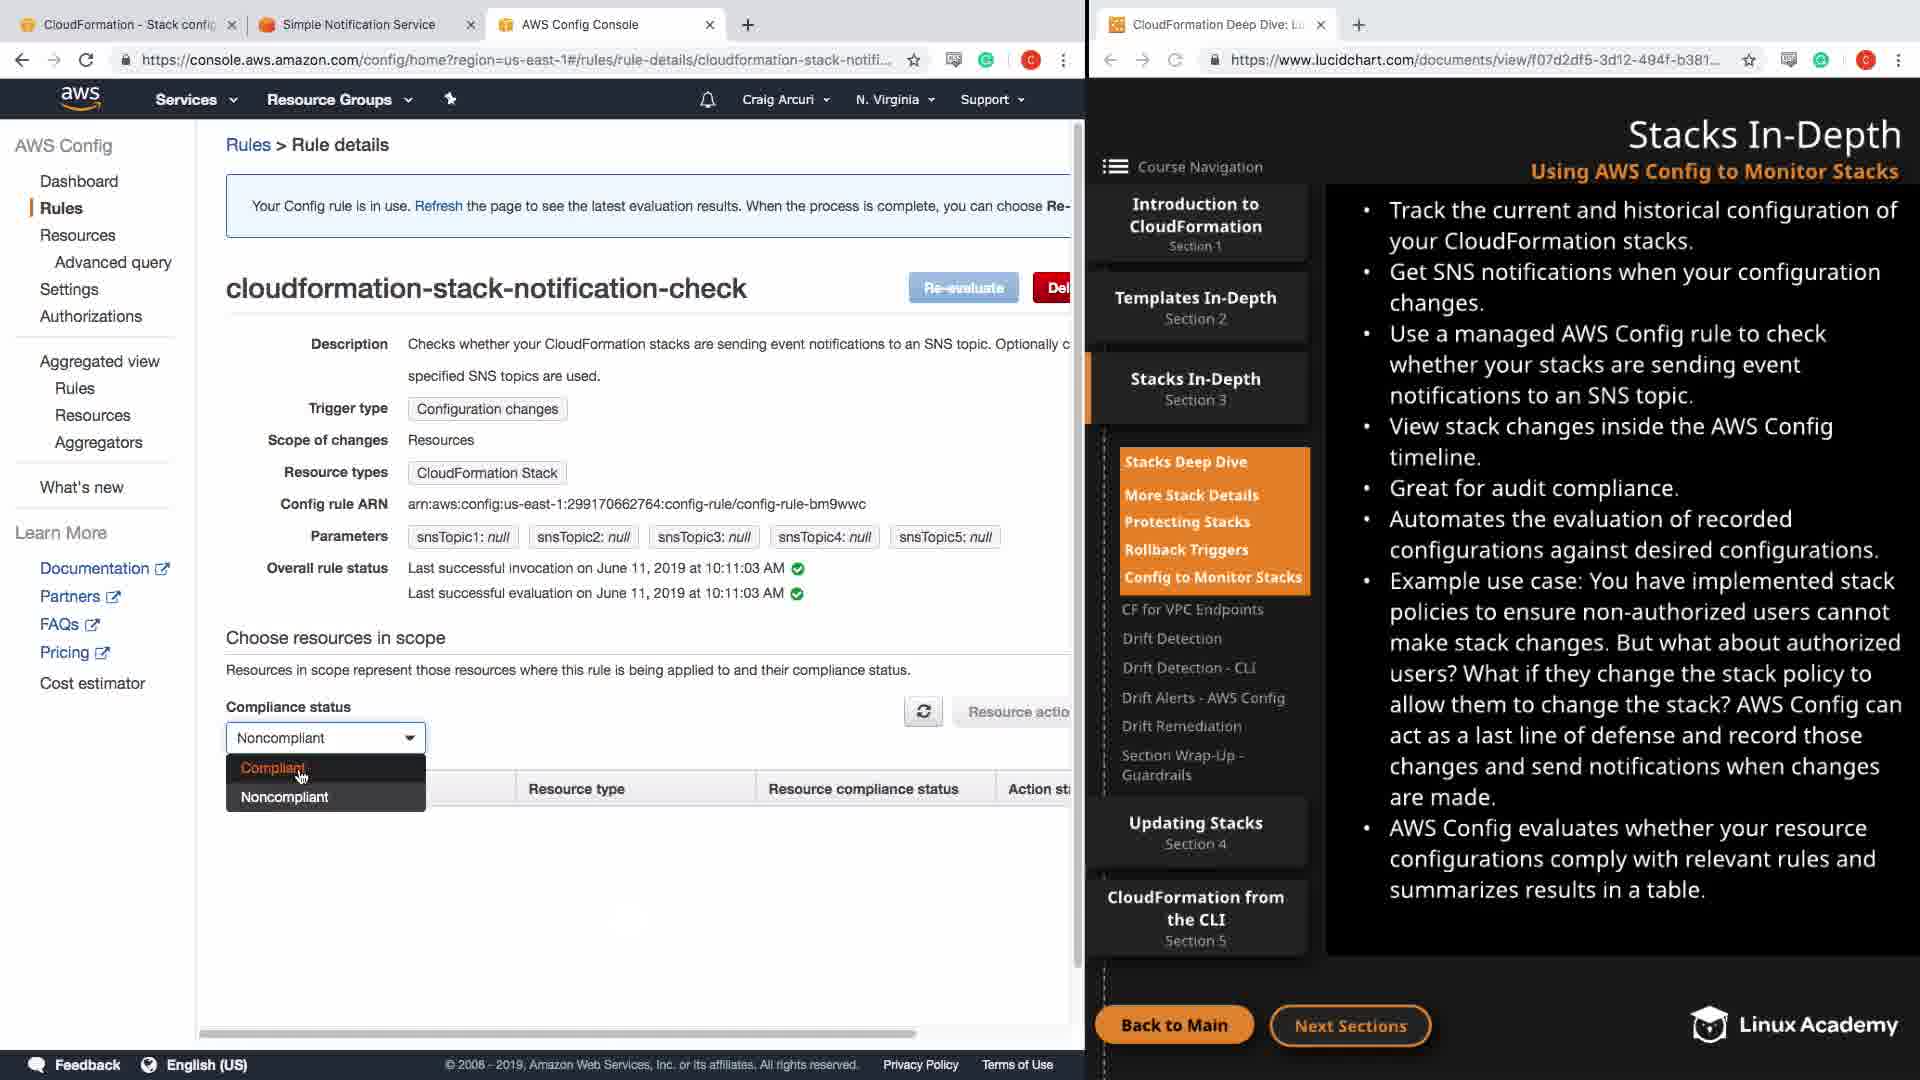 CloudFormation - Stack config
Simple Notification Service
AWS Config Console
CloudFormation Deep Dive: Lu
https://console.aws.amazon.com/config/home?region=us-east-1#/rules/rule-details/cloudformation-stack-notifi...
C
https://www.lucidchart.com/documents/view/f07d2df5-3d12-494f-b381...
C
aws
Services
Resource Groups
Craig Arcuri
N. Virginia
Support
AWS Config
Dashboard
Rules
Resources
Advanced query
Settings
Authorizations
Aggregated view
Rules
Resources
Aggregators
What's new
Learn More
Documentation
Partners
FAQs
Pricing
Cost estimator
Rules > Rule details
Your Config rule is in use. Refresh the page to see the latest evaluation results. When the process is complete, you can choose Re-
cloudformation-stack-notification-check
Re-evaluate
Del
Description
Checks whether your CloudFormation stacks are sending event notifications to an SNS topic. Optionally c
specified SNS topics are used.
Trigger type
Configuration changes
Scope of changes
Resources
Resource types
CloudFormation Stack
Config rule ARN
arn:aws:config:us-east-1:299170662764:config-rule/config-rule-bm9wwc
Parameters
snsTopic1: null
snsTopic2: null
snsTopic3: null
snsTopic4: null
snsTopic5: null
Overall rule status
Last successful invocation on June 11, 2019 at 10:11:03 AM
Last successful evaluation on June 11, 2019 at 10:11:03 AM
Choose resources in scope
Resources in scope represent those resources where this rule is being applied to and their compliance status.
Compliance status
Resource actio
Noncompliant
Compliant
Noncompliant
Resource type
Resource compliance status
Action sta
Feedback
English (US)
© 2008 - 2019, Amazon Web Services, Inc. or its affiliates. All rights reserved.
Privacy Policy
Terms of Use
Stacks In-Depth
Using AWS Config to Monitor Stacks
Course Navigation
Introduction to
CloudFormation
Section 1
Templates In-Depth
Section 2
Stacks In-Depth
Section 3
Stacks Deep Dive
More Stack Details
Protecting Stacks
Rollback Triggers
Config to Monitor Stacks
CF for VPC Endpoints
Drift Detection
Drift Detection - CLI
Drift Alerts - AWS Config
Drift Remediation
Section Wrap-Up -
Guardrails
Updating Stacks
Section 4
CloudFormation from
the CLI
Section 5
• Track the current and historical configuration of
your CloudFormation stacks.
• Get SNS notifications when your configuration
changes.
• Use a managed AWS Config rule to check
whether your stacks are sending event
notifications to an SNS topic.
• View stack changes inside the AWS Config
timeline.
• Great for audit compliance.
• Automates the evaluation of recorded
configurations against desired configurations.
• Example use case: You have implemented stack
policies to ensure non-authorized users cannot
make stack changes. But what about authorized
users? What if they change the stack policy to
allow them to change the stack? AWS Config can
act as a last line of defense and record those
changes and send notifications when changes
are made.
• AWS Config evaluates whether your resource
configurations comply with relevant rules and
summarizes results in a table.
Back to Main
Next Sections
Linux Academy